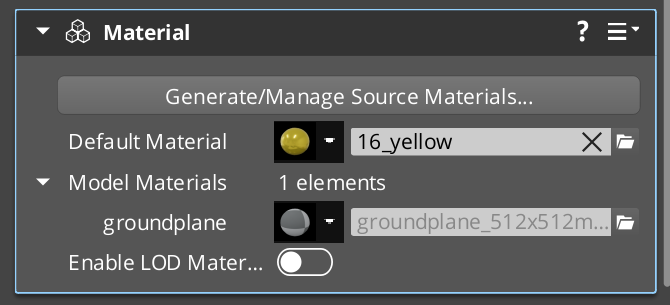 Material ?
Generate/Manage Source Materials...
Default Material 16_yellow
Model Materials 1 elements
groundplane groundplane_512x512m...
Enable LOD Mater...